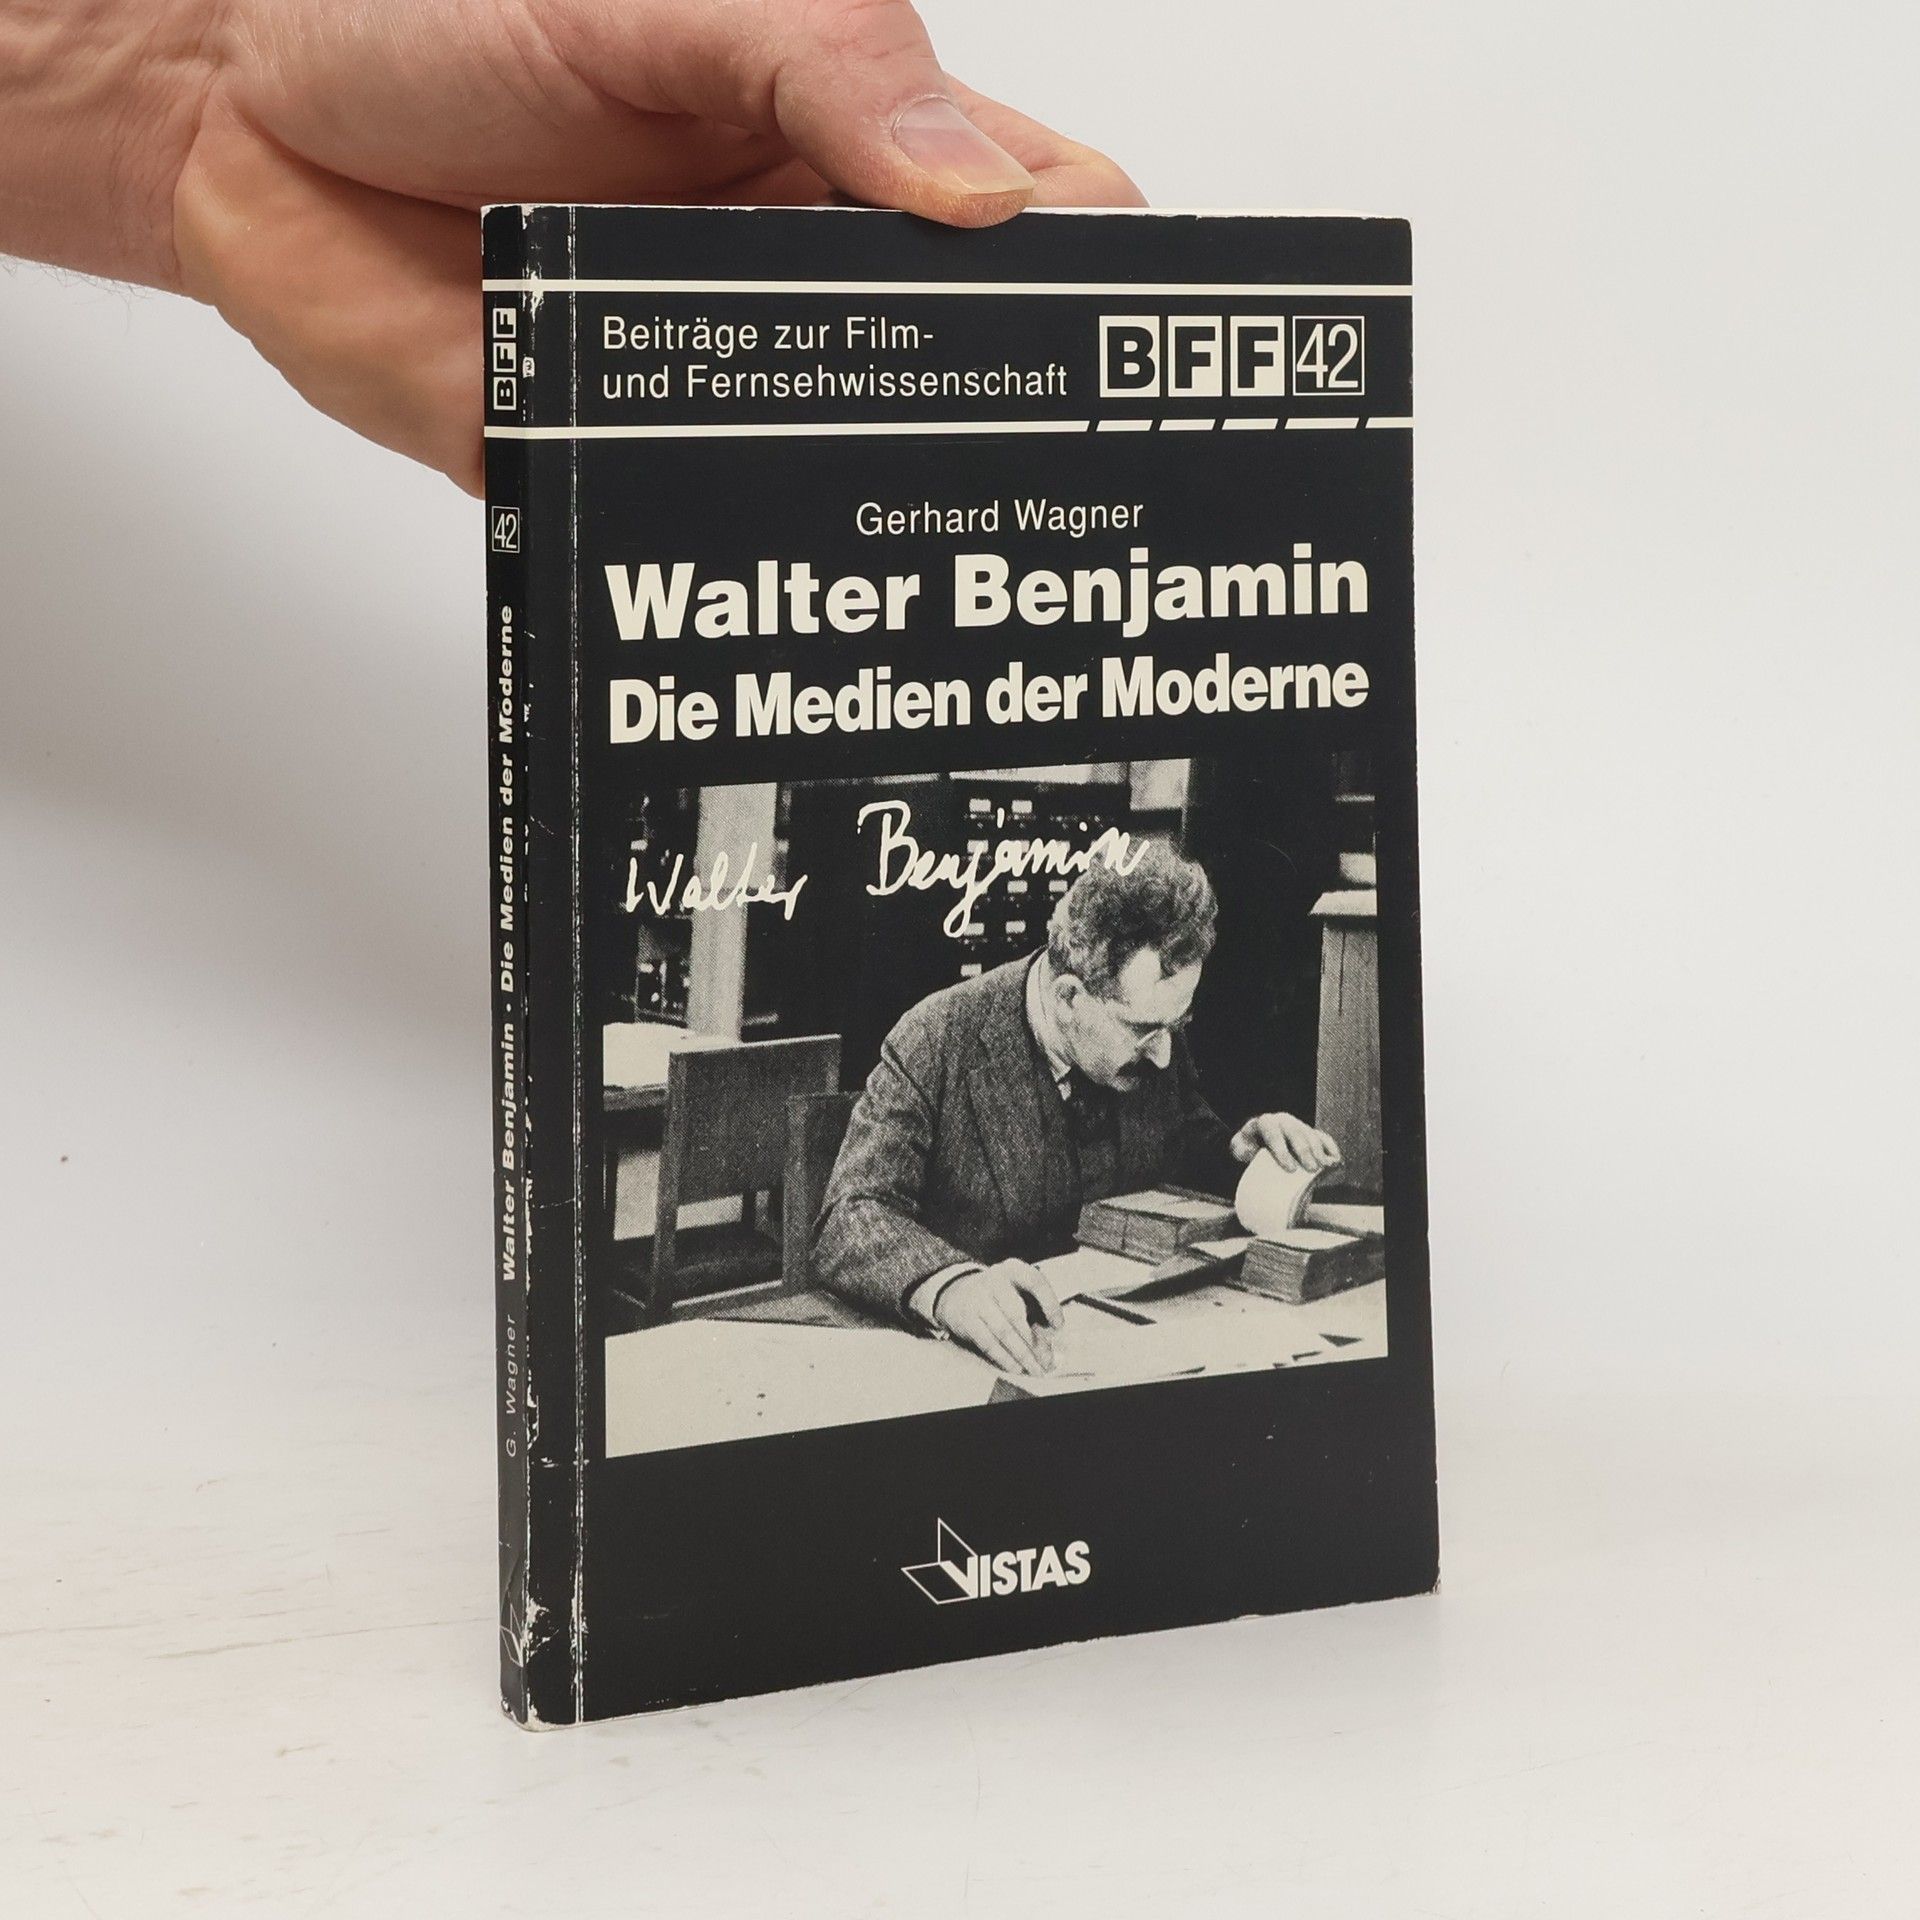 Beiträge zur Film-
und Fernsehwissenschaft
BFF 42
Gerhard Wagner
Walter Benjamin
Die Medien der Moderne
Walter Benjamin
VISTAS
BFF
42
G. Wagner Walter Benjamin · Die Medien der Moderne